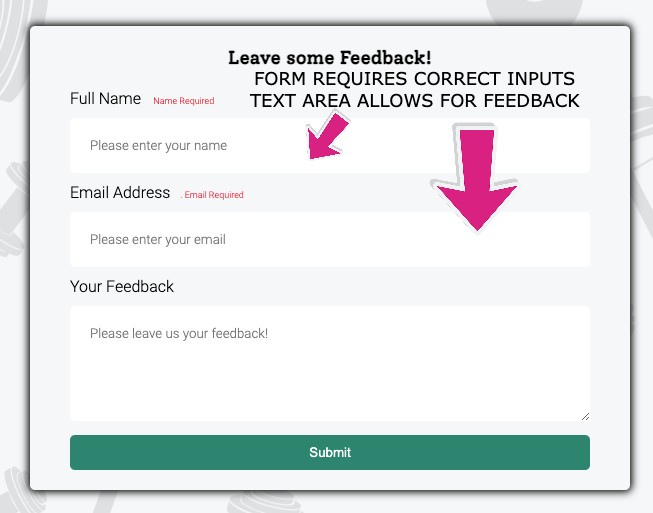 Leave some Feedback!
FORM REQUIRES CORRECT INPUTS
TEXT AREA ALLOWS FOR FEEDBACK
Full Name Name Required
Please enter your name
Email Address . Email Required
Please enter your email
Your Feedback
Please leave us your feedback!
Submit